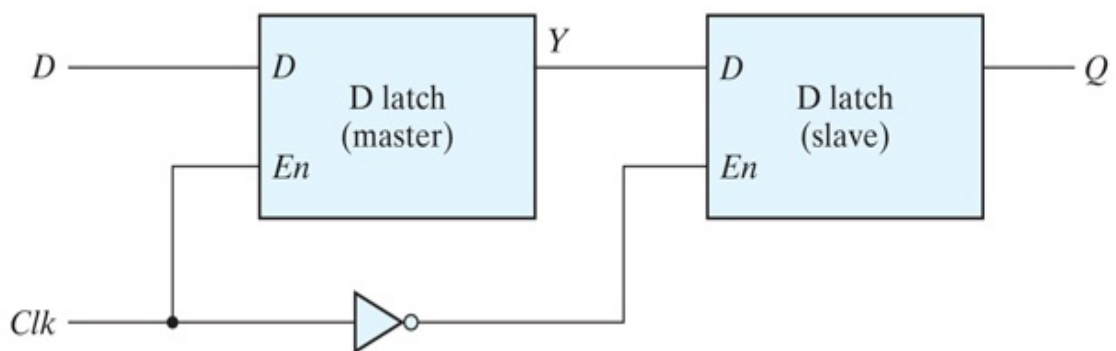 Y
D
D
D latch
(master)
En
D
D latch
(slave)
En
Q
Clk